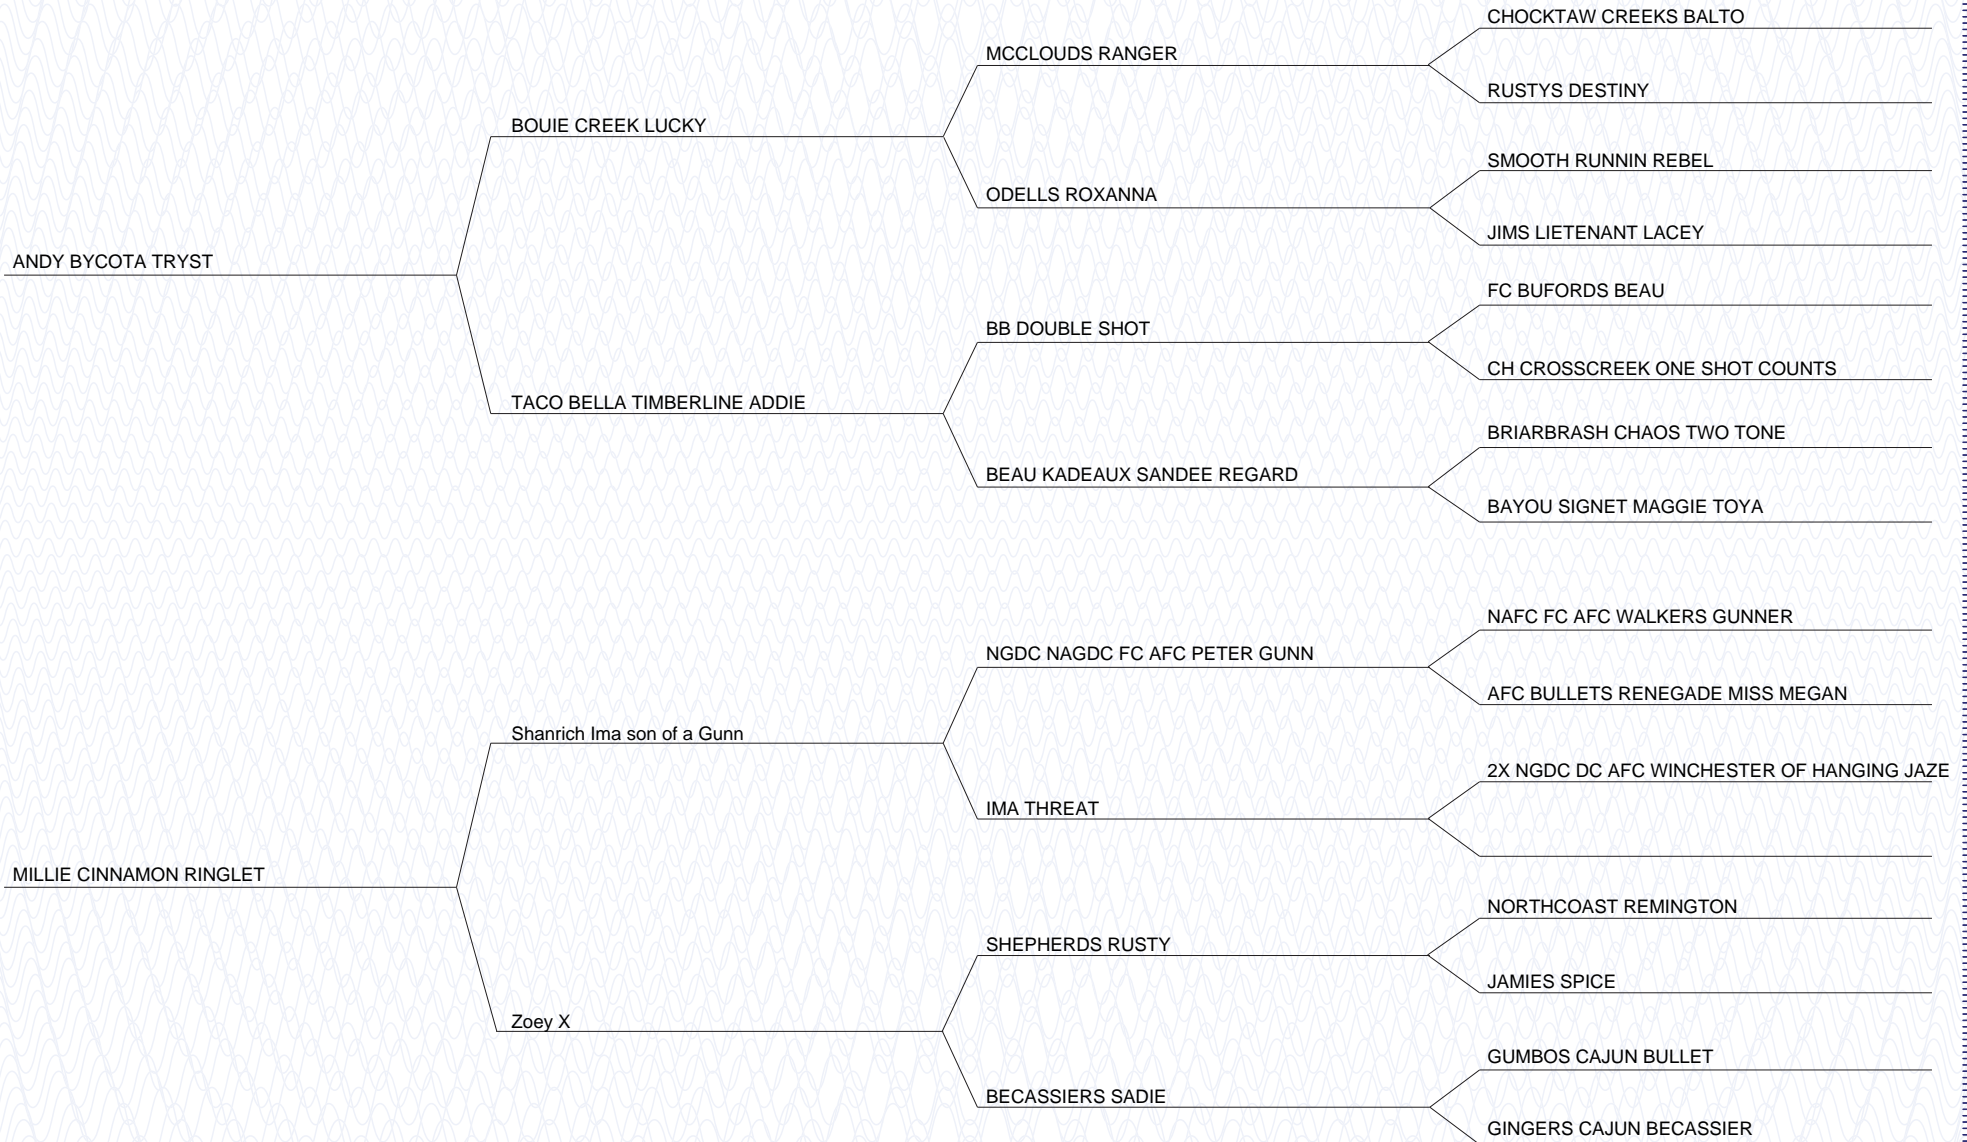 CHOCKTAW CREEKS BALTO
MCCLOUDS RANGER
RUSTYS DESTINY
BOUIE CREEK LUCKY
SMOOTH RUNNIN REBEL
ODELLS ROXANNA
JIMS LIETENANT LACEY
ANDY BYCOTA TRYST
FC BUFORDS BEAU
BB DOUBLE SHOT
CH CROSSCREEK ONE SHOT COUNTS
TACO BELLA TIMBERLINE ADDIE
BRIARBRASH CHAOS TWO TONE
BEAU KADEAUX SANDEE REGARD
BAYOU SIGNET MAGGIE TOYA
NAFC FC AFC WALKERS GUNNER
NGDC NAGDC FC AFC PETER GUNN
AFC BULLETS RENEGADE MISS MEGAN
Shanrich Ima son of a Gunn
2X NGDC DC AFC WINCHESTER OF HANGING JAZE
IMA THREAT
MILLIE CINNAMON RINGLET
NORTHCOAST REMINGTON
SHEPHERDS RUSTY
JAMIES SPICE
Zoey X
GUMBOS CAJUN BULLET
BECASSIERS SADIE
GINGERS CAJUN BECASSIER